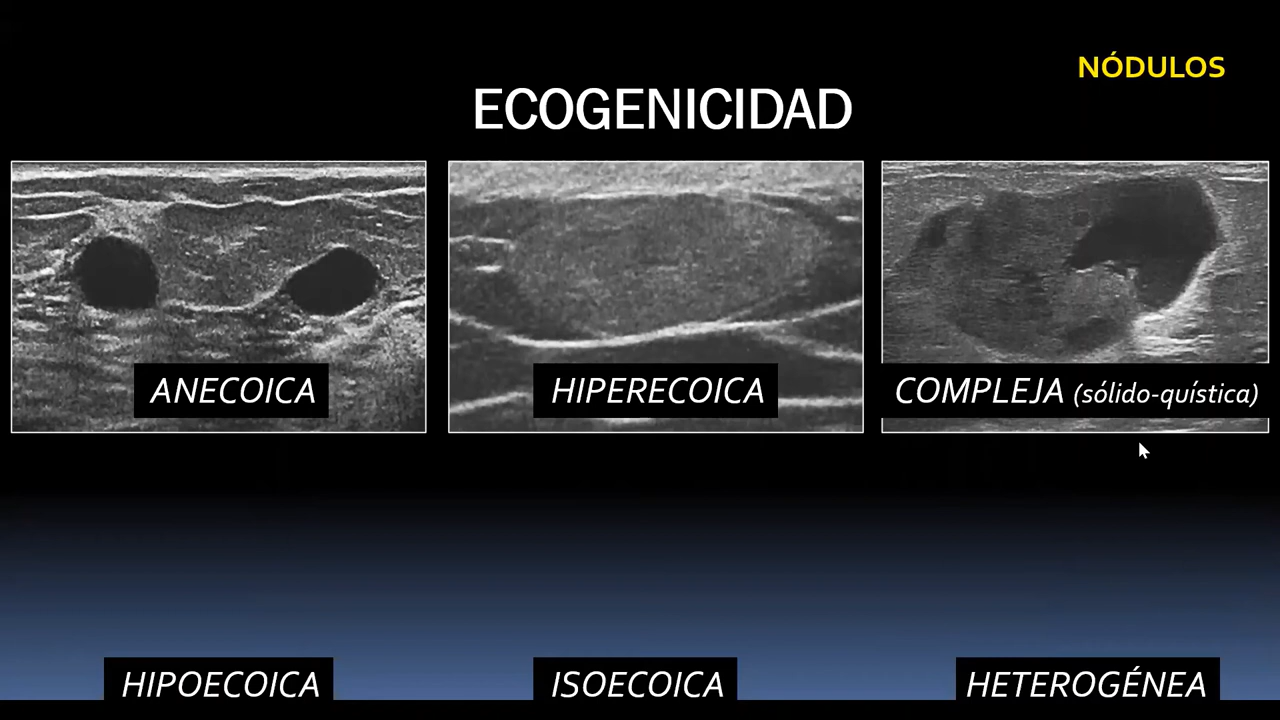 NÓDULOS
ECOGENICIDAD
ANECOICA
HIPERECOICA
COMPLEJA (sólido-quística)
HIPOECOICA
ISOECOICA
HETEROGÉNEA